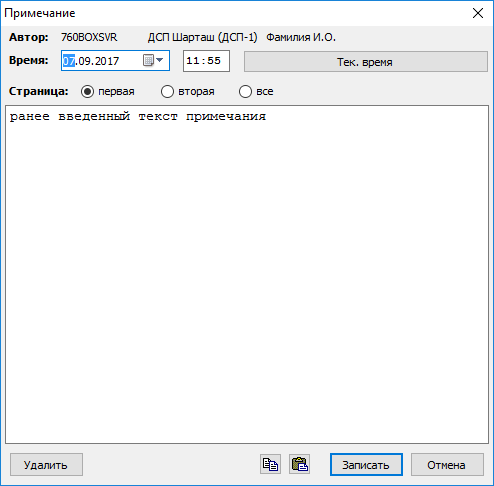 Примечание
Автор: 760BOXSVR ДСП Шарташ (ДСП-1) Фамилия И.О.
Время: 07.09.2017 11:55 Тек. время
Страница: первая вторая все
ранее введенный текст примечания
Удалить Записать Отмена